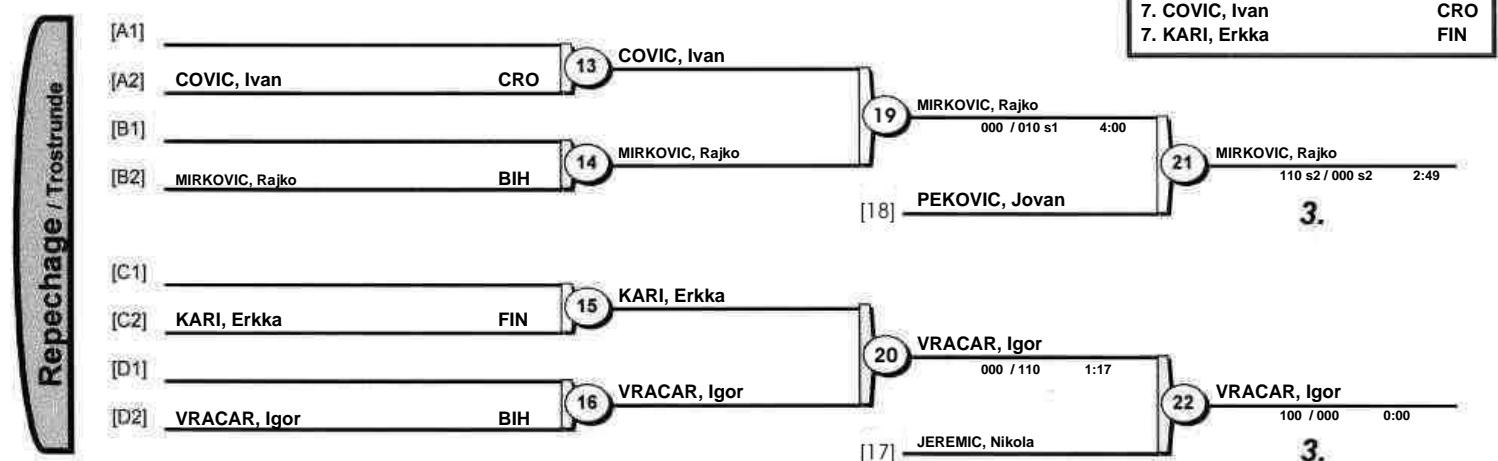 7. COVIC, Ivan CRO
7. KARI, Erkka FIN
Repechage / Trostrunde
[A1]
[A2] COVIC, Ivan CRO
13 COVIC, Ivan
[B1]
[B2] MIRKOVIC, Rajko BIH
14 MIRKOVIC, Rajko
19 MIRKOVIC, Rajko
000 / 010 s1 4:00
[18] PEKOVIC, Jovan
21 MIRKOVIC, Rajko
110 s2 / 000 s2 2:49
3.
[C1]
[C2] KARI, Erkka FIN
15 KARI, Erkka
[D1]
[D2] VRACAR, Igor BIH
16 VRACAR, Igor
20 VRACAR, Igor
000 / 110 1:17
[17] JEREMIC, Nikola
22 VRACAR, Igor
100 / 000 0:00
3.